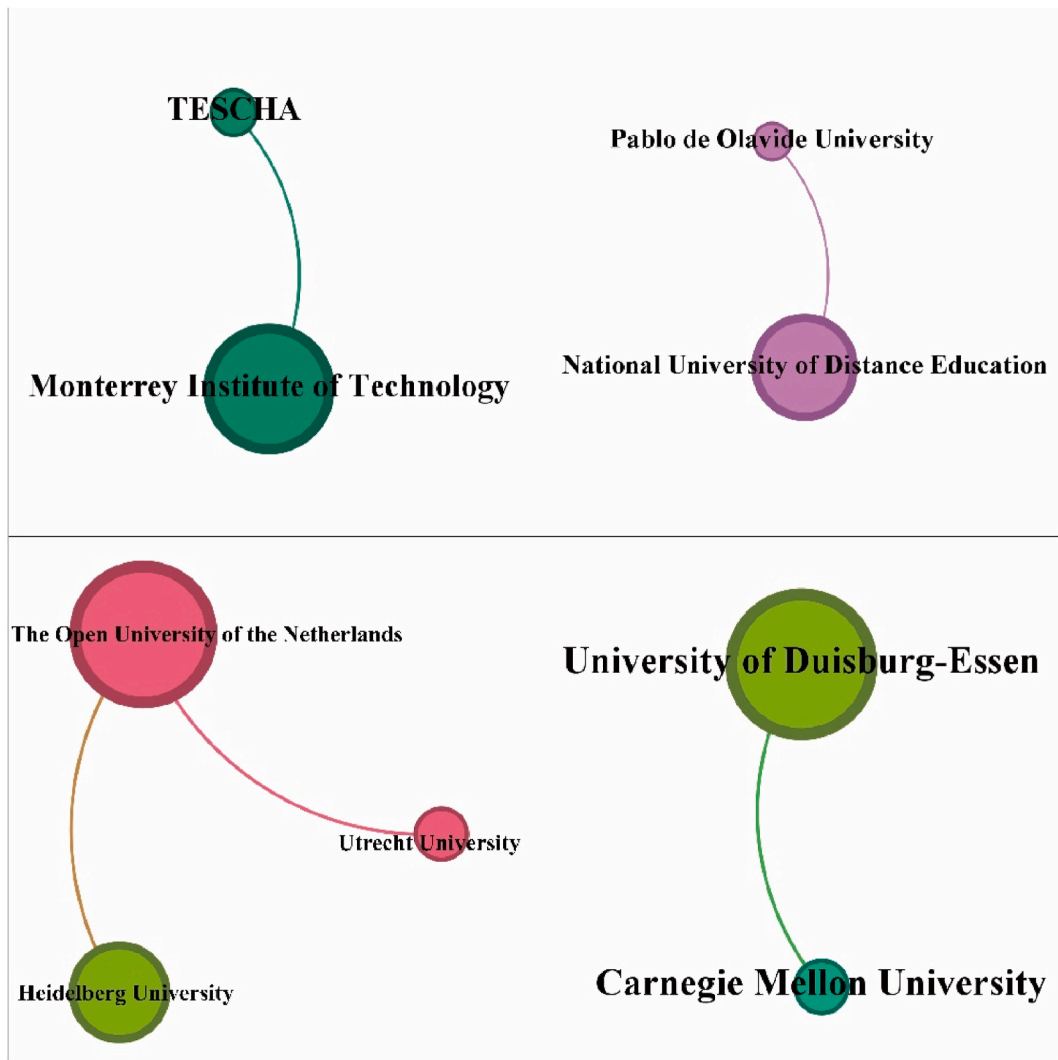 TESCHA
Monterrey Institute of Technology
Pablo de Olavide University
National University of Distance Education
The Open University of the Netherlands
Utrecht University
Heidelberg University
University of Duisburg-Essen
Carnegie Mellon University